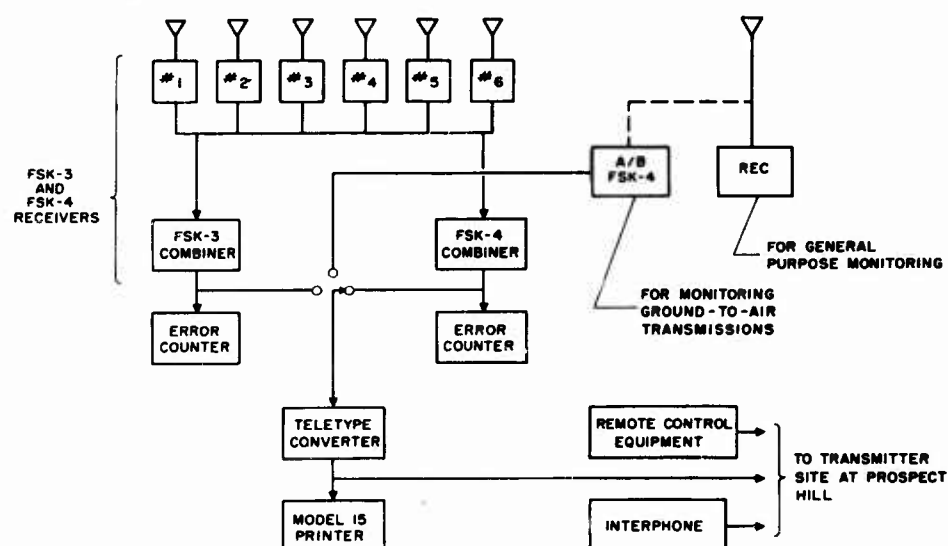 #1
#2
#3
#4
#5
#6
FSK-3
AND
FSK-4
RECEIVERS
A/B
FSK-4
REC
FSK-3
COMBINER
FSK-4
COMBINER
FOR GENERAL
PURPOSE MONITORING
FOR MONITORING
GROUND-TO-AIR
TRANSMISSIONS
ERROR
COUNTER
ERROR
COUNTER
TELETYPE
CONVERTER
REMOTE CONTROL
EQUIPMENT
TO TRANSMITTER
SITE AT PROSPECT
HILL
MODEL 15
PRINTER
INTERPHONE